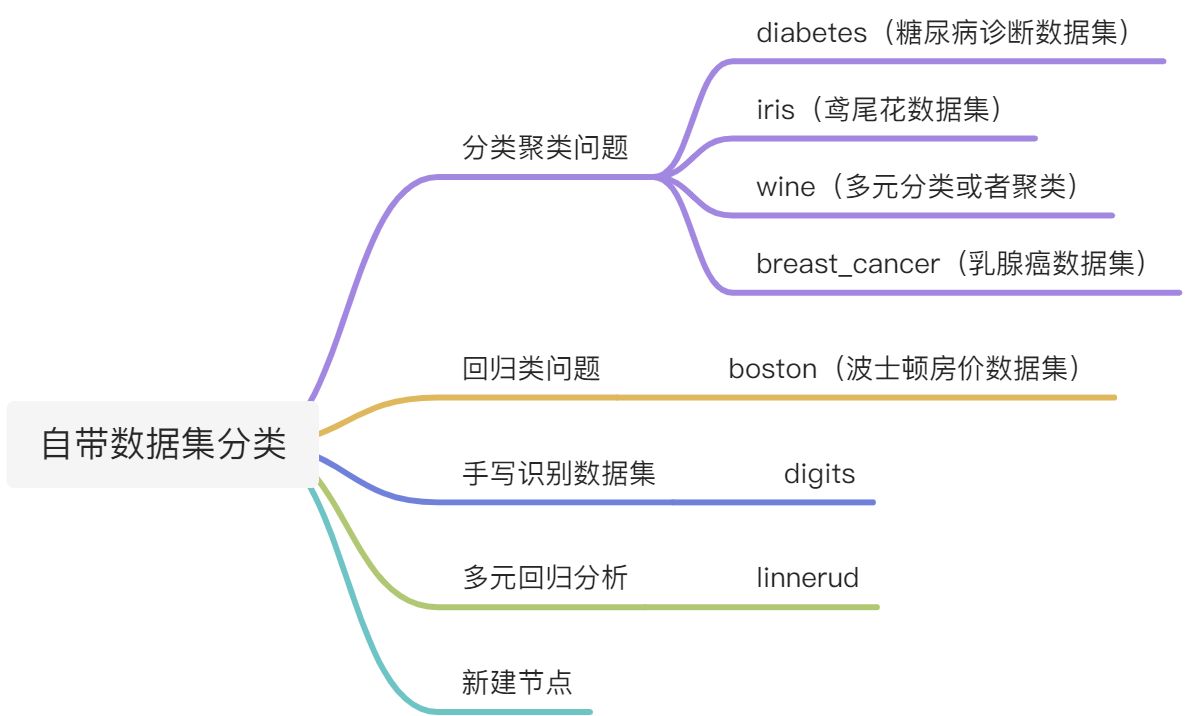 diabetes（糖尿病诊断数据集）
iris（鸢尾花数据集）
分类聚类问题
wine（多元分类或者聚类）
breast_cancer（乳腺癌数据集）
回归类问题 boston（波士顿房价数据集）
自带数据集分类
手写识别数据集 digits
多元回归分析 linnerud
新建节点